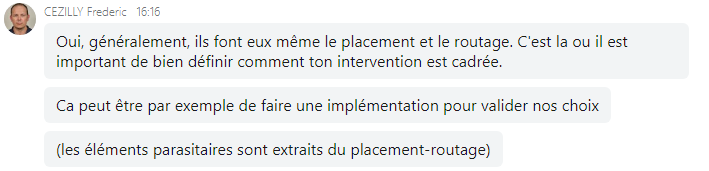 CEZILLY Frederic 16:16
Oui, généralement, ils font eux même le placement et le routage. C'est la ou il est
important de bien définir comment ton intervention est cadrée.
Ca peut être par exemple de faire une implémentation pour valider nos choix
(les éléments parasitaires sont extraits du placement-routage)